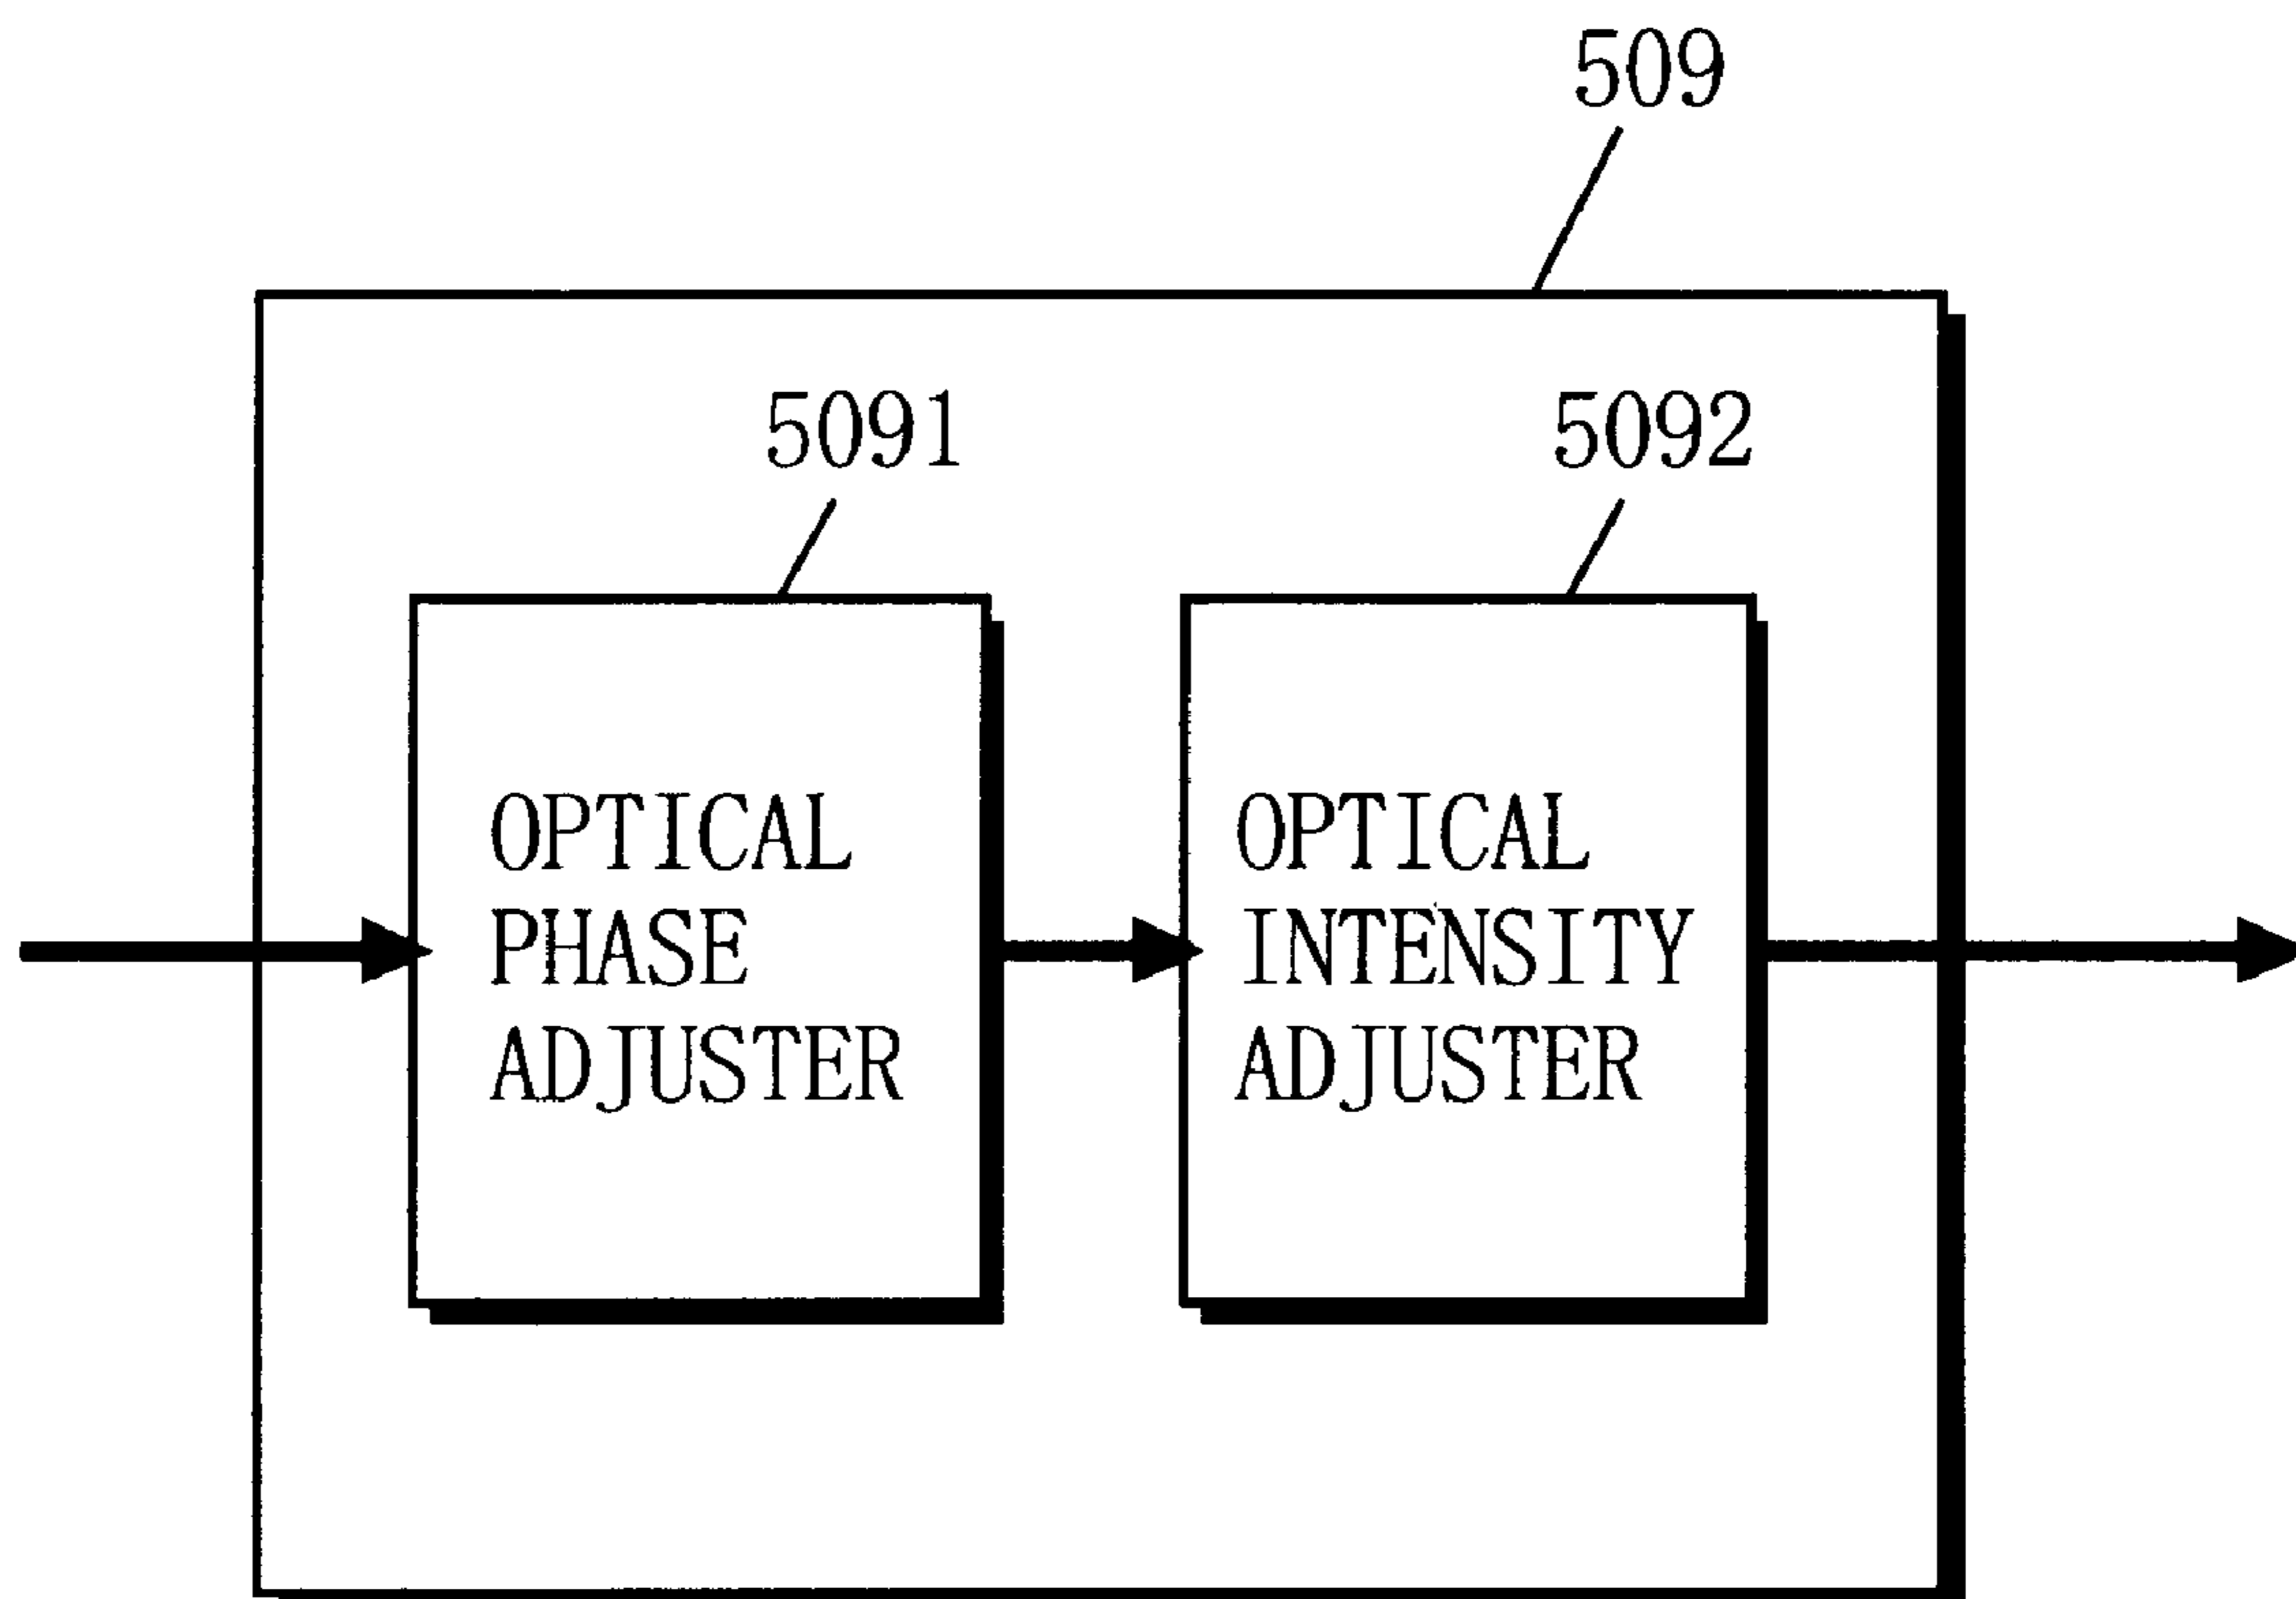 509
5091
5092
OPTICAL
PHASE
ADJUSTER
OPTICAL
INTENSITY
ADJUSTER